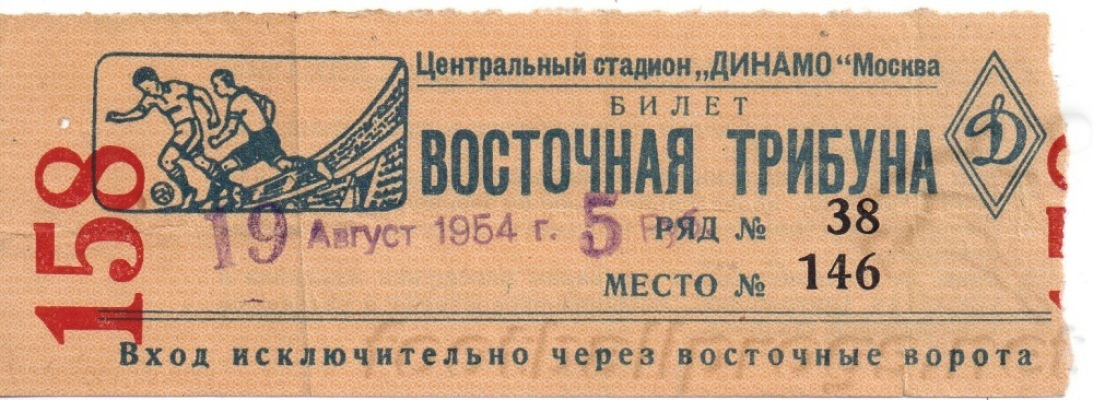 158
Центральный стадион „ДИНАМО“ Москва
БИЛЕТ
ВОСТОЧНАЯ ТРИБУНА
Д
19 Август 1954 г. 5 Руб.
РЯД № 38
МЕСТО № 146
Вход исключительно через восточные ворота